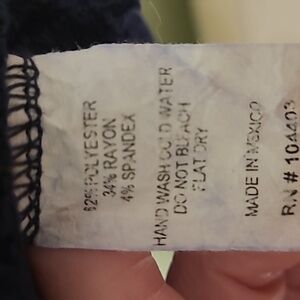 62% POLYESTER
34% RAYON
4% SPANDEX
HAND WASH COLD WATER
DO NOT BLEACH
FLAT DRY
MADE IN MEXICO
R.N # 104403